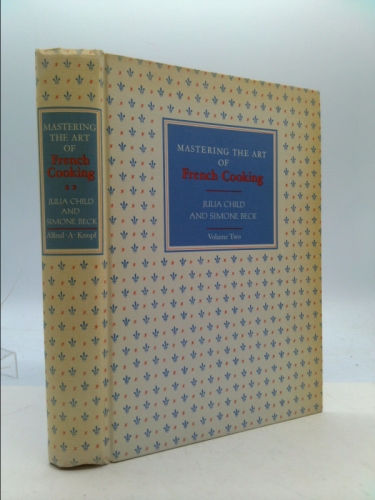 MASTERING
THE ART
OF
French
Cooking
JULIA CHILD
AND
SIMONE BECK
Alfred · A · Knopf
MASTERING THE ART
OF
French Cooking
JULIA CHILD
AND SIMONE BECK
Volume Two